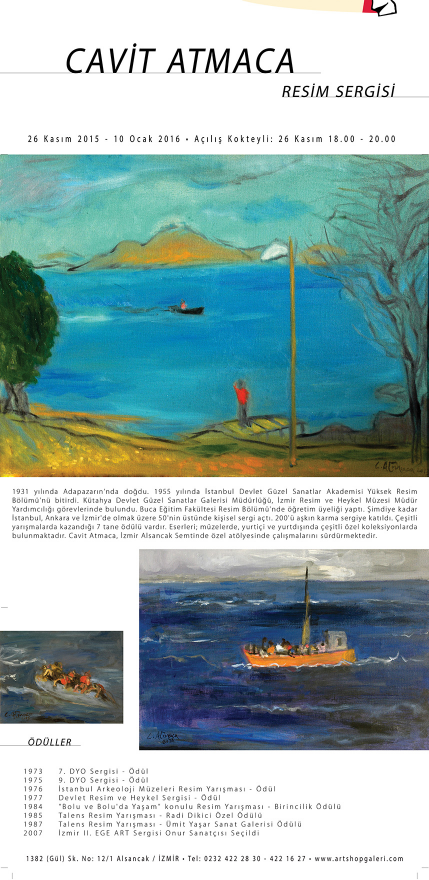 CAVİT ATMACA
RESİM SERGİSİ
26 Kasım 2015 - 10 Ocak 2016 • Açılış Kokteyli: 26 Kasım 18.00 - 20.00
1931 yılında Adapazarın'nda doğdu. 1955 yılında İstanbul Devlet Güzel Sanatlar Akademisi Yüksek Resim
Bölümü'nü bitirdi. Kütahya Devlet Güzel Sanatlar Galerisi Müdürlüğü, İzmir Resim ve Heykel Müzesi Müdür
Yardımcılığı görevlerinde bulundu. Buca Eğitim Fakültesi Resim Bölümü'nde öğretim üyeliği yaptı. Şimdiye kadar
İstanbul, Ankara ve İzmir'de olmak üzere 50'nin üstünde kişisel sergi açtı. 200'ü aşkın karma sergiye katıldı. Çeşitli
yarışmalarda kazandığı 7 tane ödülü vardır. Eserleri; müzelerde, yurtiçi ve yurtdışında çeşitli özel koleksiyonlarda
bulunmaktadır. Cavit Atmaca, İzmir Alsancak Semtinde özel atölyesinde çalışmalarını sürdürmektedir.
ÖDÜLLER
1973 7. DYO Sergisi - Ödül
1975 9. DYO Sergisi - Ödül
1976 İstanbul Arkeoloji Müzeleri Resim Yarışması - Ödül
1977 Devlet Resim ve Heykel Sergisi - Ödül
1984 "Bolu ve Bolu'da Yaşam" konulu Resim Yarışması - Birincilik Ödülü
1985 Talens Resim Yarışması - Radi Dikici Özel Ödülü
1987 Talens Resim Yarışması - Ümit Yaşar Sanat Galerisi Ödülü
2007 İzmir II. EGE ART Sergisi Onur Sanatçısı Seçildi
1382 (Gül) Sk. No: 12/1 Alsancak / İZMİR • Tel: 0232 422 28 30 - 422 16 27 • www.artshopgaleri.com